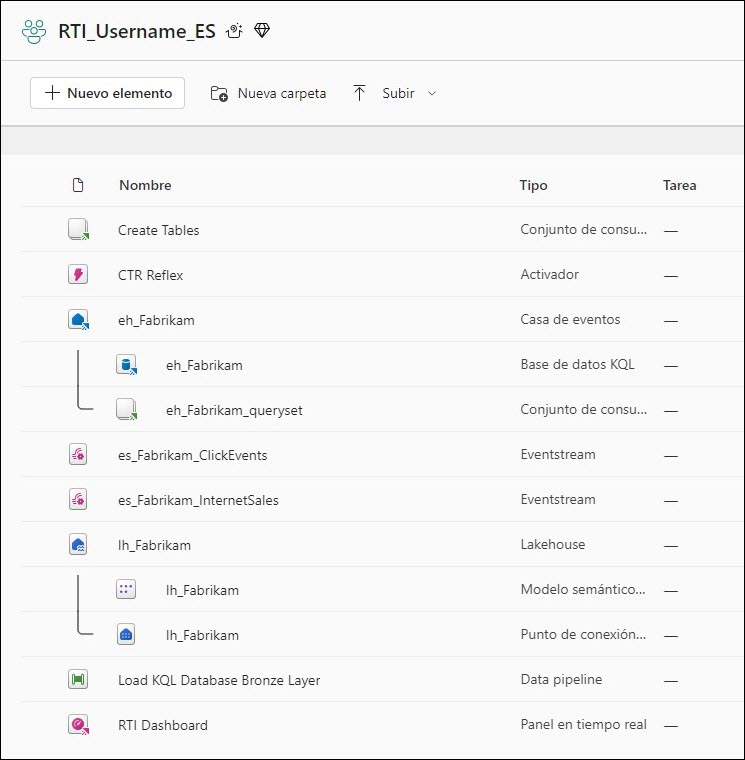 RTI_Username_ES
Nuevo elemento Nueva carpeta Subir
Nombre Tipo Tarea
Create Tables Conjunto de consu... —
CTR Reflex Activador —
eh_Fabrikam Casa de eventos —
eh_Fabrikam Base de datos KQL —
eh_Fabrikam_queryset Conjunto de consu... —
es_Fabrikam_ClickEvents Eventstream —
es_Fabrikam_InternetSales Eventstream —
lh_Fabrikam Lakehouse —
lh_Fabrikam Modelo semántico... —
lh_Fabrikam Punto de conexión... —
Load KQL Database Bronze Layer Data pipeline —
RTI Dashboard Panel en tiempo real —